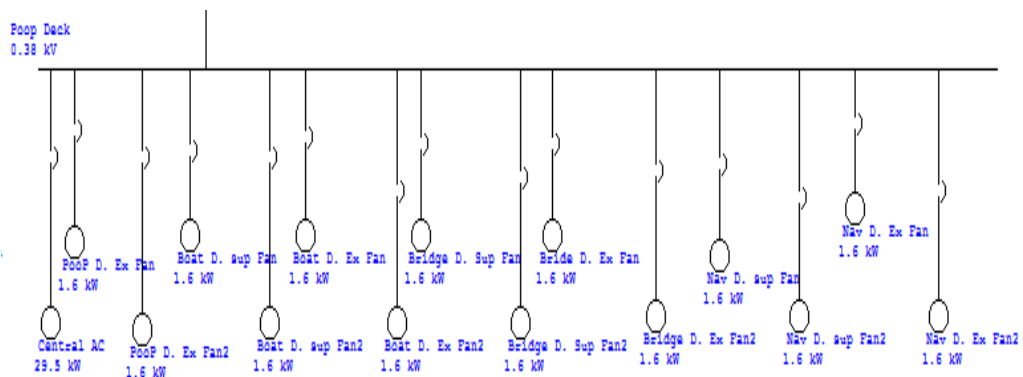 Poop Deck
0.38 kV
PooP D. Ex Fan
1.6 kW
Boat D. sup Fan
1.6 kW
Boat D. Ex Fan
1.6 kW
Bridge D. Sup Fan
1.6 kW
Bride D. Ex Fan
1.6 kW
Nav D. sup Fan
1.6 kW
Nav D. Ex Fan
1.6 kW
Central AC
29.5 kW
PooP D. Ex Fan2
1.6 kW
Boat D. sup Fan2
1.6 kW
Boat D. Ex Fan2
1.6 kW
Bridge D. Sup Fan2
1.6 kW
Bridge D. Ex Fan2
1.6 kW
Nav D. sup Fan2
1.6 kW
Nav D. Ex Fan2
1.6 kW